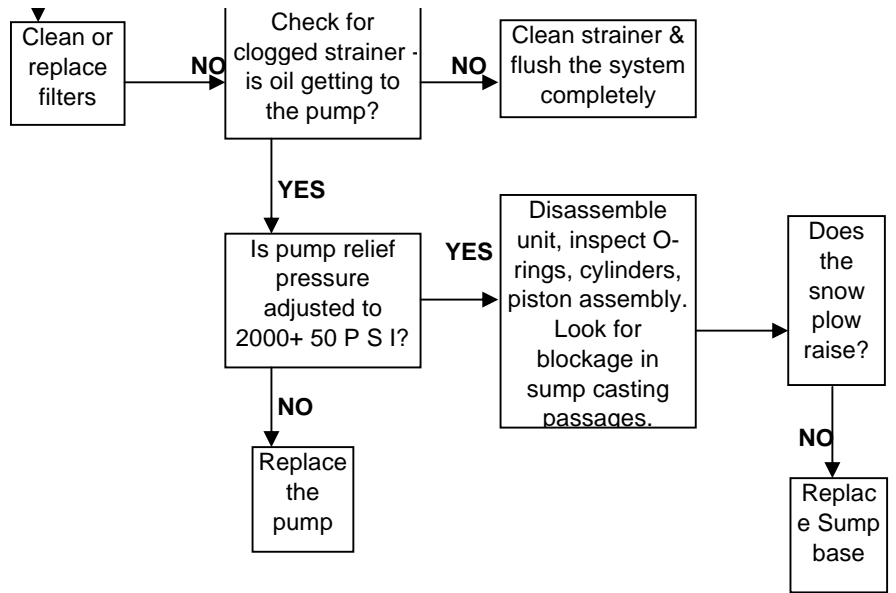 Clean or
replace
filters
NO
Check for
clogged strainer -
is oil getting to
the pump?
NO
Clean strainer &
flush the system
completely
YES
Is pump relief
pressure
adjusted to
2000+ 50 P S I?
YES
Disassemble
unit, inspect O-
rings, cylinders,
piston assembly.
Look for
blockage in
sump casting
passages.
Does
the
snow
plow
raise?
NO
Replace
the
pump
NO
Replac
e Sump
base